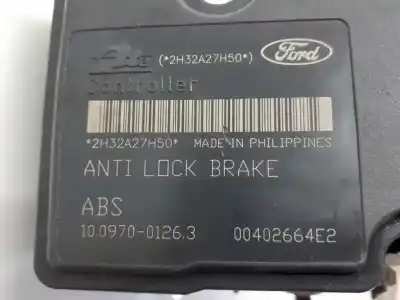 (*2H32A27H50*) Ford
Controller
*2H32A27H50* MADE IN PHILIPPINES
ANTI LOCK BRAKE
ABS
10.0970-0126.3 00402664E2